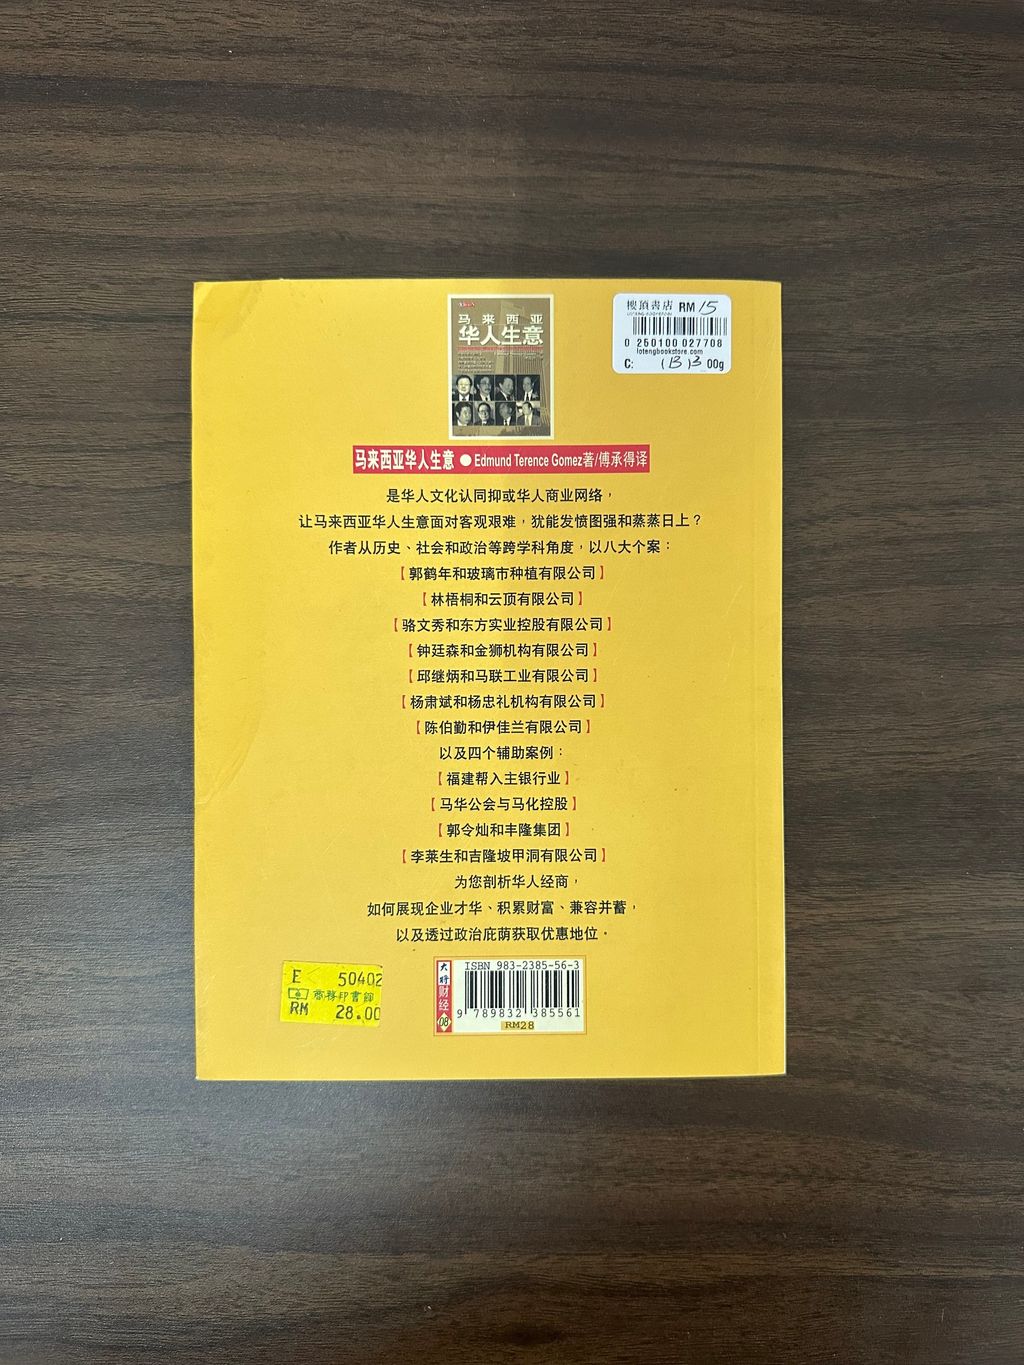 樓頂書店 RM 15
0 250100 027708
lotengbookstore.com
C: (B) 3 00g
马来西亚
华人生意
马来西亚华人生意 ● Edmund Terence Gomez著/傅承得译
是华人文化认同抑或华人商业网络，
让马来西亚华人生意面对客观艰难，犹能发愤图强和蒸蒸日上？
作者从历史、社会和政治等跨学科角度，以八大个案：
【郭鹤年和玻璃市种植有限公司】
【林梧桐和云顶有限公司】
【骆文秀和东方实业控股有限公司】
【钟廷森和金狮机构有限公司】
【邱继炳和马联工业有限公司】
【杨肃斌和杨忠礼机构有限公司】
【陈伯勤和伊佳兰有限公司】
以及四个辅助案例：
【福建帮入主银行业】
【马华公会与马化控股】
【郭令灿和丰隆集团】
【李莱生和吉隆坡甲洞有限公司】
为您剖析华人经商，
如何展现企业才华、积累财富、兼容并蓄，
以及透过政治庇荫获取优惠地位。
E 50402
商務印書館
RM 28.00
大将
财经
08
ISBN 983-2385-56-3
9 789832 385561
RM28